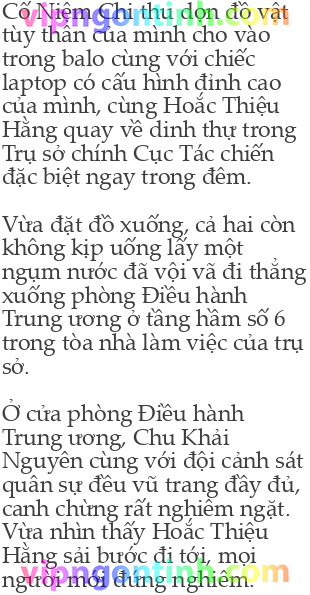 Cố Niệm Chi thu dọn đồ vật
tùy thân của mình cho vào
trong balo cùng với chiếc
laptop có cấu hình đỉnh cao
của mình, cùng Hoắc Thiệu
Hằng quay về dinh thự trong
Trụ sở chính Cục Tác chiến
đặc biệt ngay trong đêm.
Vừa đặt đồ xuống, cả hai còn
không kịp uống lấy một
ngụm nước đã vội vã đi thẳng
xuống phòng Điều hành
Trung ương ở tầng hầm số 6
trong tòa nhà làm việc của trụ
sở.
Ở cửa phòng Điều hành
Trung ương, Chu Khải
Nguyên cùng với đội cảnh sát
quân sự đều vũ trang đầy đủ,
canh chừng rất nghiêm ngặt.
Vừa nhìn thấy Hoắc Thiệu
Hằng sải bước đi tới, mọi
người mới đứng nghiêm.
vipngontinh.com
vipngontinh.com
vipngontinh.com